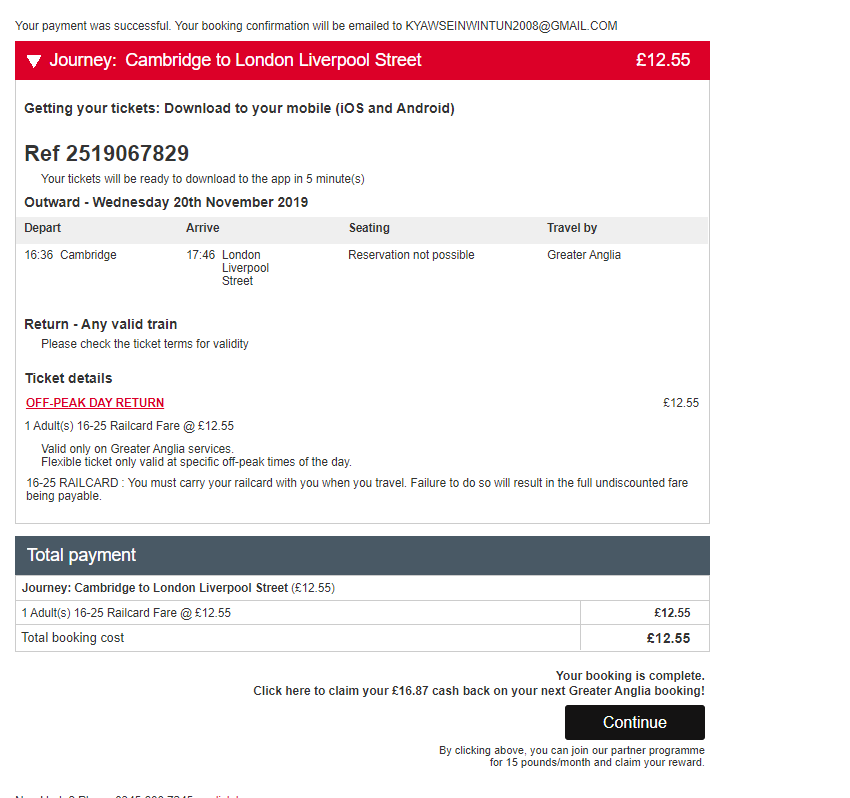 Your payment was successful. Your booking confirmation will be emailed to KYAWSEINWINTUN2008@GMAIL.COM
Journey: Cambridge to London Liverpool Street £12.55
Getting your tickets: Download to your mobile (iOS and Android)
Ref 2519067829
Your tickets will be ready to download to the app in 5 minute(s)
Outward - Wednesday 20th November 2019
Depart Arrive Seating Travel by
16:36 Cambridge 17:46 London Reservation not possible Greater Anglia
Liverpool
Street
Return - Any valid train
Please check the ticket terms for validity
Ticket details
OFF-PEAK DAY RETURN £12.55
1 Adult(s) 16-25 Railcard Fare @ £12.55
Valid only on Greater Anglia services.
Flexible ticket only valid at specific off-peak times of the day.
16-25 RAILCARD : You must carry your railcard with you when you travel. Failure to do so will result in the full undiscounted fare
being payable.
Total payment
Journey: Cambridge to London Liverpool Street (£12.55)
1 Adult(s) 16-25 Railcard Fare @ £12.55 £12.55
Total booking cost £12.55
Your booking is complete.
Click here to claim your £16.87 cash back on your next Greater Anglia booking!
Continue
By clicking above, you can join our partner programme
for 15 pounds/month and claim your reward.